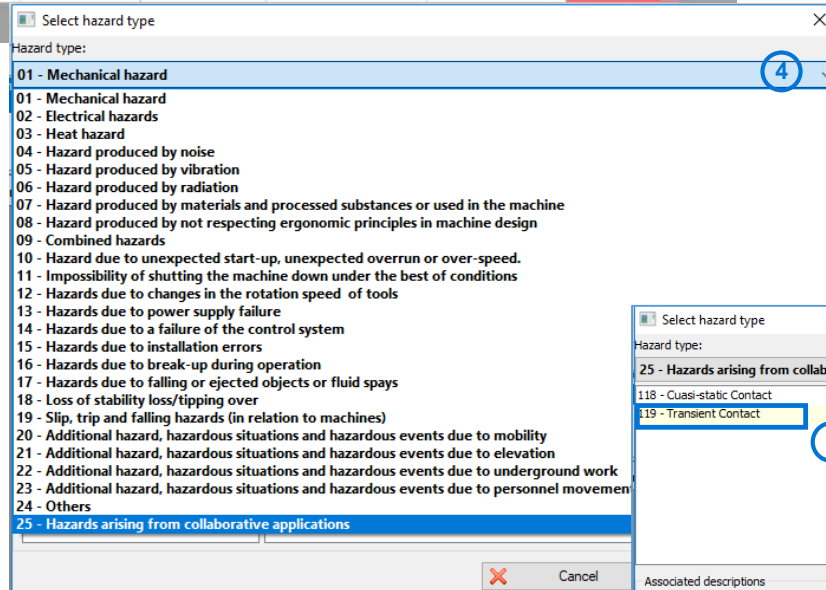 Select hazard type
Hazard type:
01 - Mechanical hazard
4
01 - Mechanical hazard
02 - Electrical hazards
03 - Heat hazard
04 - Hazard produced by noise
05 - Hazard produced by vibration
06 - Hazard produced by radiation
07 - Hazard produced by materials and processed substances or used in the machine
08 - Hazard produced by not respecting ergonomic principles in machine design
09 - Combined hazards
10 - Hazard due to unexpected start-up, unexpected overrun or over-speed.
11 - Impossibility of shutting the machine down under the best of conditions
12 - Hazards due to changes in the rotation speed of tools
13 - Hazards due to power supply failure
14 - Hazards due to a failure of the control system
15 - Hazards due to installation errors
16 - Hazards due to break-up during operation
17 - Hazards due to falling or ejected objects or fluid spays
18 - Loss of stability loss/tipping over
19 - Slip, trip and falling hazards (in relation to machines)
20 - Additional hazard, hazardous situations and hazardous events due to mobility
21 - Additional hazard, hazardous situations and hazardous events due to elevation
22 - Additional hazard, hazardous situations and hazardous events due to underground work
23 - Additional hazard, hazardous situations and hazardous events due to personnel movemen
24 - Others
25 - Hazards arising from collaborative applications
Cancel
Select hazard type
Hazard type:
25 - Hazards arising from collab
118 - Cuasi-static Contact
119 - Transient Contact
Associated descriptions